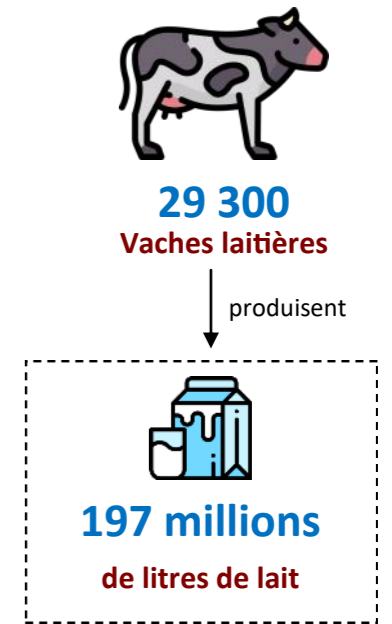 29 300
Vaches laitières
produisent
197 millions
de litres de lait